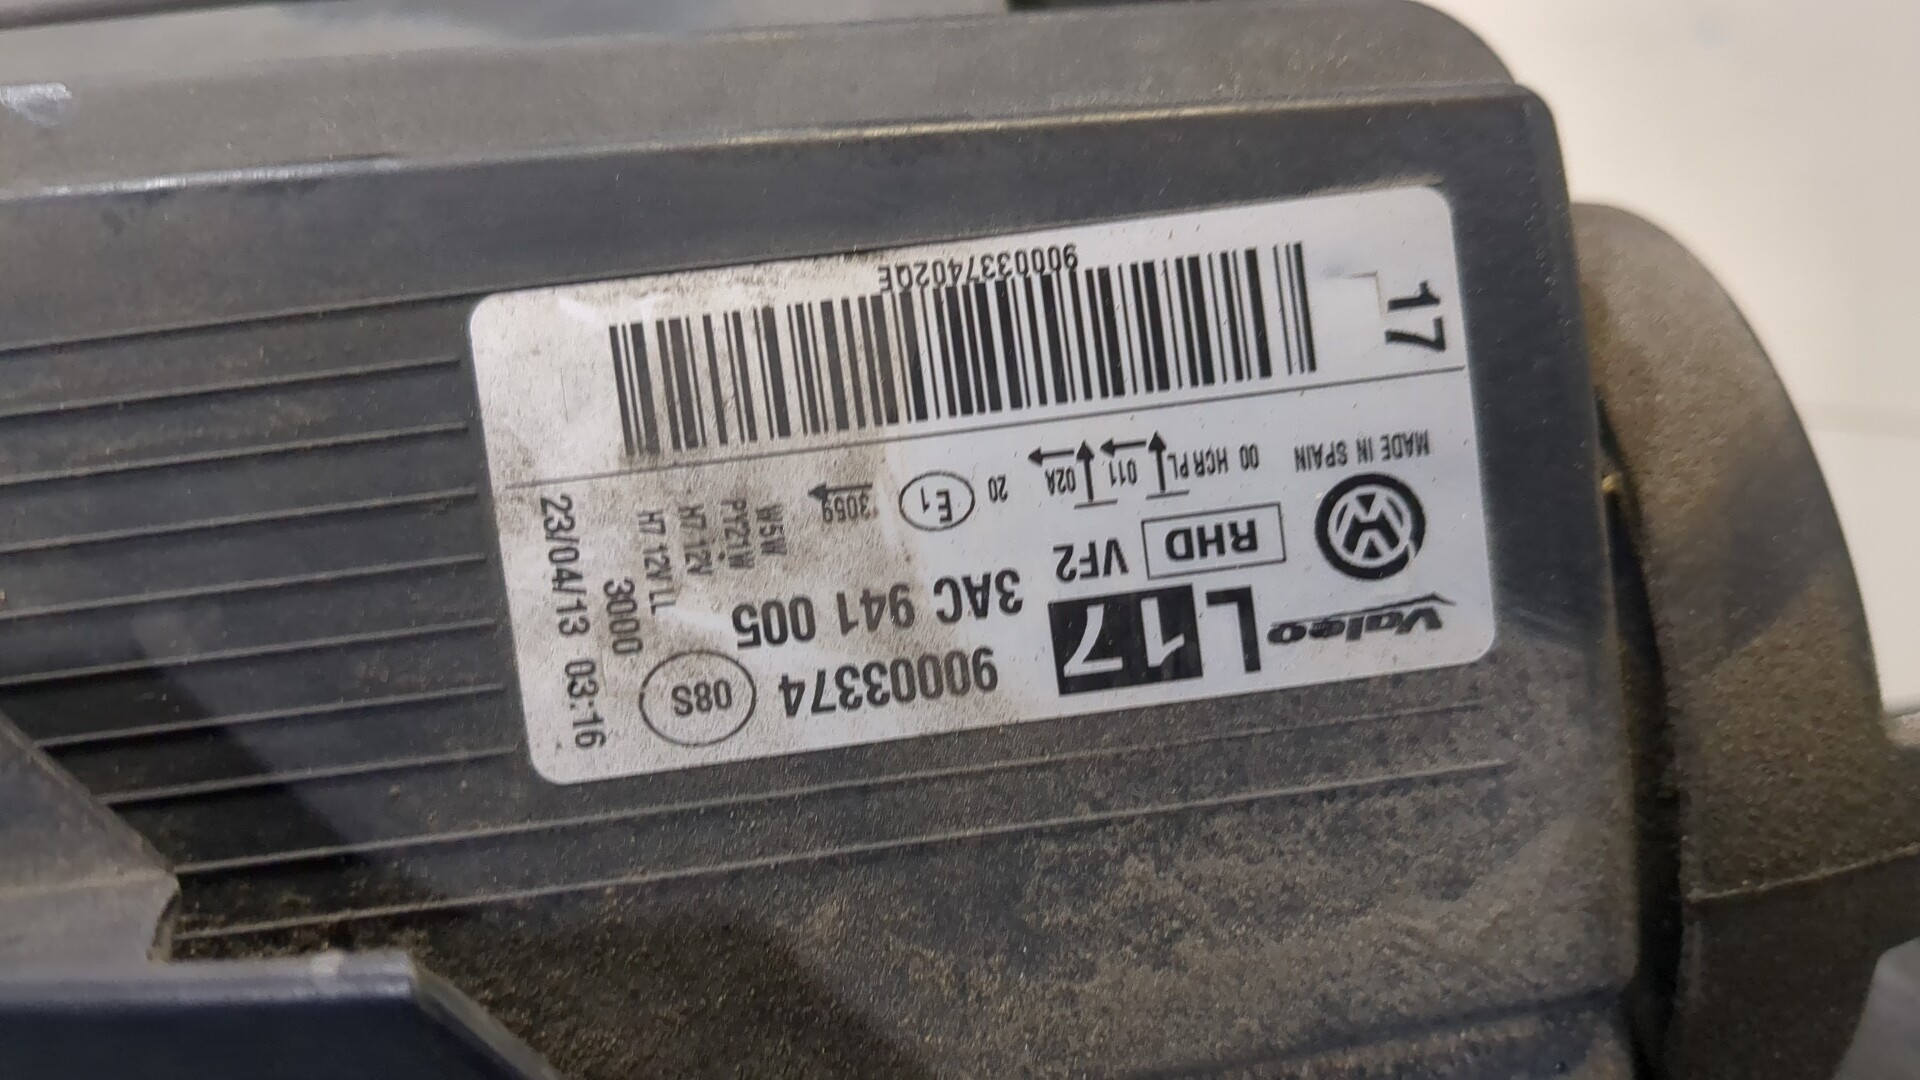 Valeo
L17
90003374
08S
RHD
VF2
3AC 941 005
3000
MADE IN SPAIN
00 HCR PL
011
02A
20
E1
3059
W5W
PY21W
H7 12V
H7 12V LL
23/04/13 03:16
17
9000337402QE